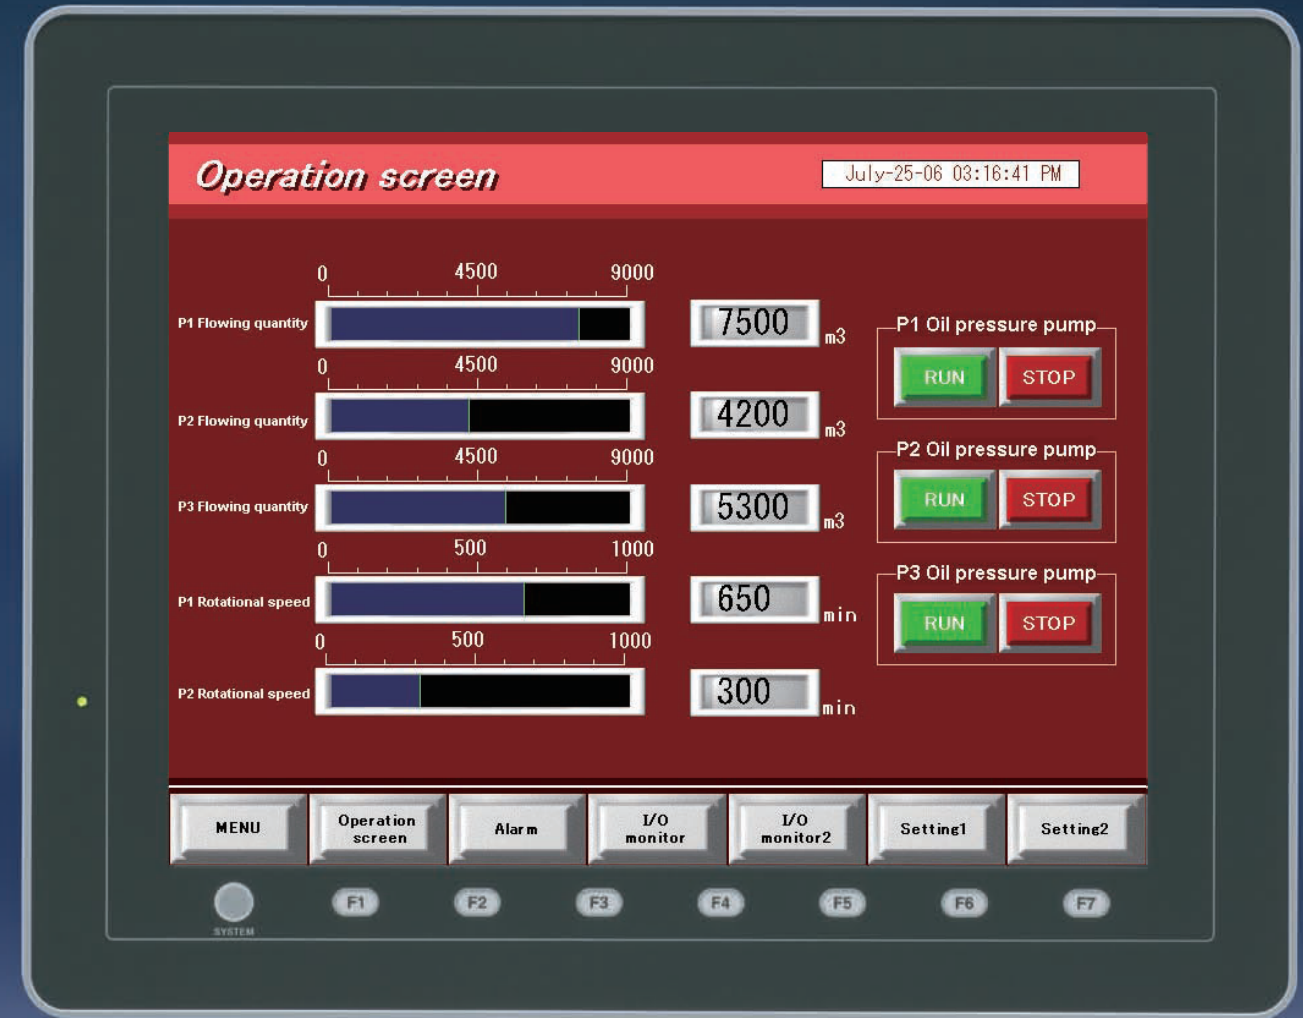 Operation screen
July-25-06 03:16:41 PM
0 4500 9000
P1 Flowing quantity
7500 m3
0 4500 9000
P2 Flowing quantity
4200 m3
0 4500 9000
P3 Flowing quantity
5300 m3
0 500 1000
P1 Rotational speed
650 min
0 500 1000
P2 Rotational speed
300 min
P1 Oil pressure pump
RUN STOP
P2 Oil pressure pump
RUN STOP
P3 Oil pressure pump
RUN STOP
MENU
Operation
screen
Alarm
I/O
monitor
I/O
monitor2
Setting1
Setting2
SYSTEM
F1 F2 F3 F4 F5 F6 F7